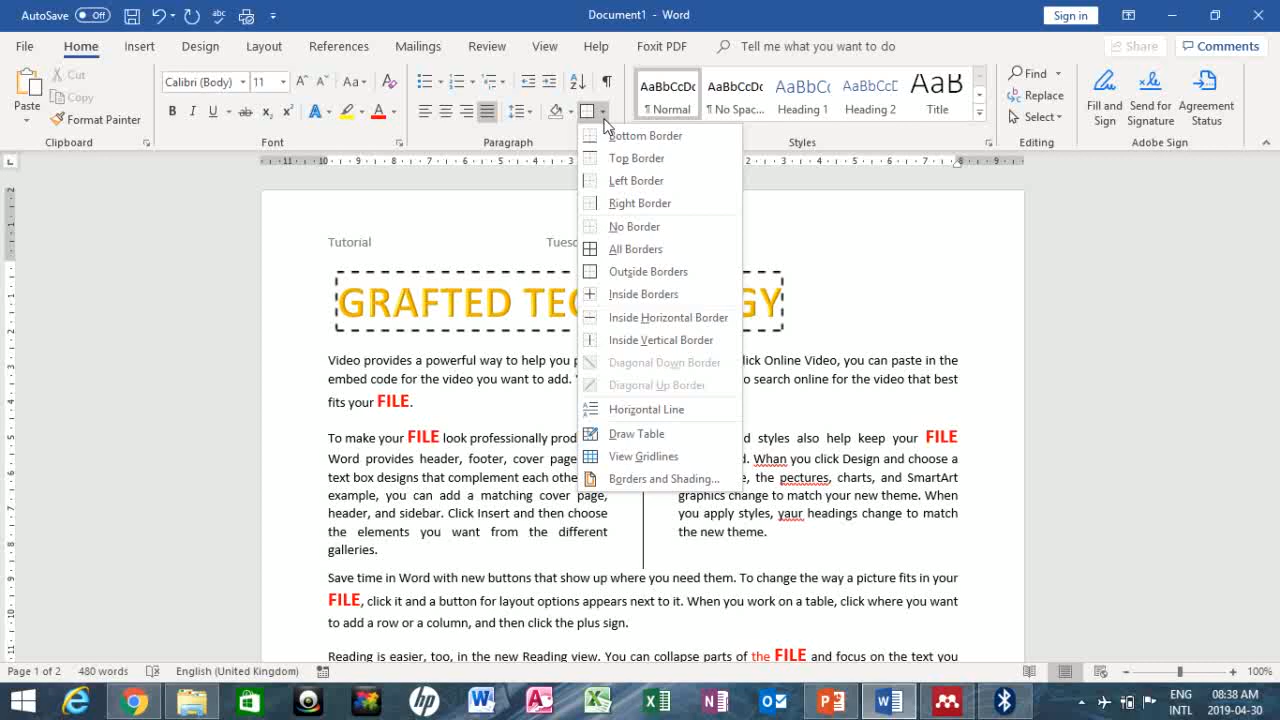 AutoSave Off
Document1 - Word
Sign in
File Home Insert Design Layout References Mailings Review View Help Foxit PDF Tell me what you want to do Share Comments
Paste
Cut
Copy
Format Painter
Clipboard
Calibri (Body) 11
Font
Paragraph
AaBbCcDc AaBbCcDc AaBbCc AaBbCcD AaB
¶ Normal ¶ No Spac... Heading 1 Heading 2 Title
Styles
Find
Replace
Select
Editing
Fill and Sign
Send for Signature
Agreement Status
Adobe Sign
Bottom Border
Top Border
Left Border
Right Border
No Border
All Borders
Outside Borders
Inside Borders
Inside Horizontal Border
Inside Vertical Border
Diagonal Down Border
Diagonal Up Border
Horizontal Line
Draw Table
View Gridlines
Borders and Shading...
Tutorial Tues
GRAFTED TEC GY
Video provides a powerful way to help you lick Online Video, you can paste in the
embed code for the video you want to add. o search online for the video that best
fits your FILE.
To make your FILE look professionally prod
Word provides header, footer, cover page
text box designs that complement each othe
example, you can add a matching cover page,
header, and sidebar. Click Insert and then choose
the elements you want from the different
galleries.
d styles also help keep your FILE
d. Whan you click Design and choose a
e, the pectures, charts, and SmartArt
graphics change to match your new theme. When
you apply styles, yaur headings change to match
the new theme.
Save time in Word with new buttons that show up where you need them. To change the way a picture fits in your
FILE, click it and a button for layout options appears next to it. When you work on a table, click where you want
to add a row or a column, and then click the plus sign.
Reading is easier, too, in the new Reading view. You can collapse parts of the FILE and focus on the text you
Page 1 of 2 480 words English (United Kingdom) 100%
ENG 08:38 AM
INTL 2019-04-30